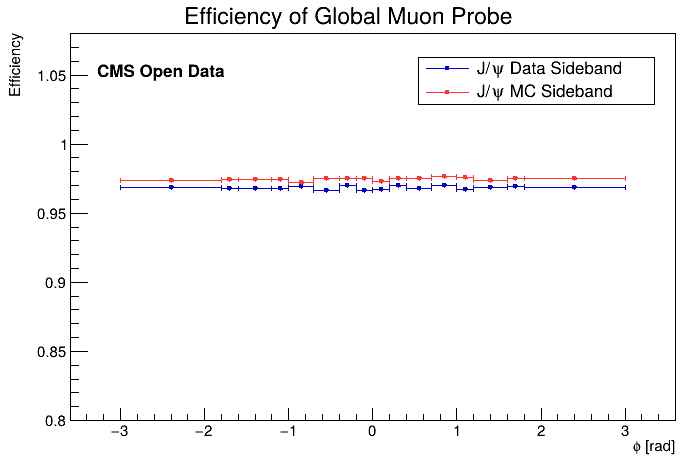 Efficiency of Global Muon Probe
Efficiency
CMS Open Data
J/ψ Data Sideband
J/ψ MC Sideband
1.05
1
0.95
0.9
0.85
0.8
−3 −2 −1 0 1 2 3
ϕ [rad]